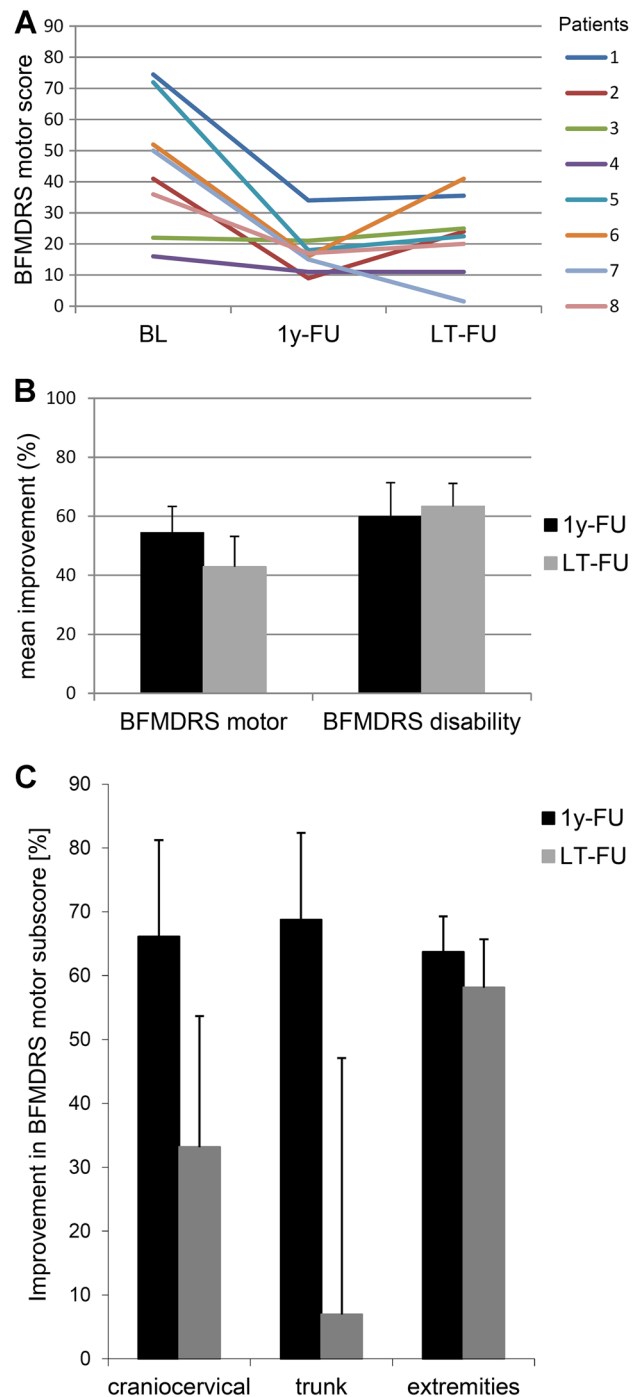 A
BFMDRS motor score
90
80
70
60
50
40
30
20
10
0
BL 1y-FU LT-FU
Patients
1
2
3
4
5
6
7
8
B
mean improvement (%)
100
80
60
40
20
0
BFMDRS motor BFMDRS disability
1y-FU
LT-FU
C
Improvement in BFMDRS motor subscore [%]
90
80
70
60
50
40
30
20
10
0
craniocervical trunk extremities
1y-FU
LT-FU